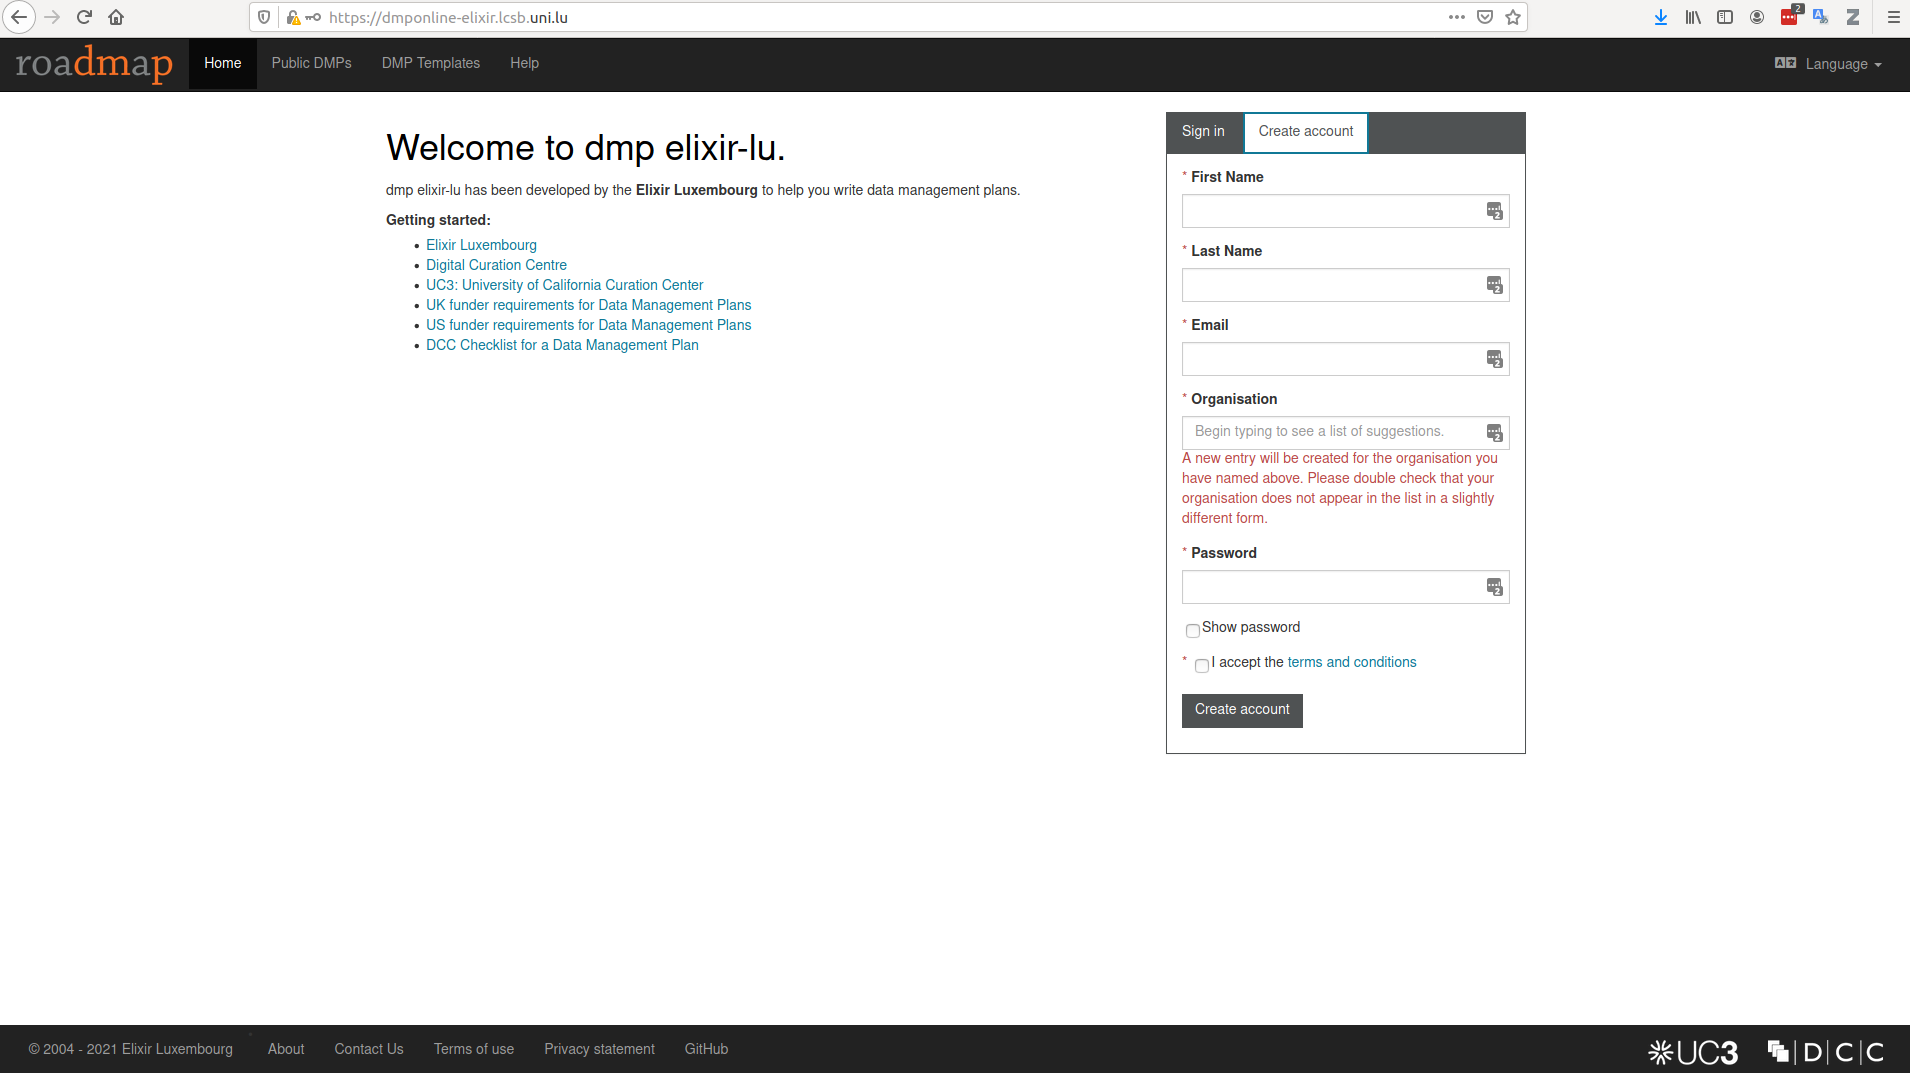 https://dmponline-elixir.lcsb.uni.lu
2
roadmap
Home
Public DMPs
DMP Templates
Help
Language
Welcome to dmp elixir-lu.
dmp elixir-lu has been developed by the Elixir Luxembourg to help you write data management plans.
Getting started:
Elixir Luxembourg
Digital Curation Centre
UC3: University of California Curation Center
UK funder requirements for Data Management Plans
US funder requirements for Data Management Plans
DCC Checklist for a Data Management Plan
Sign in
Create account
* First Name
* Last Name
* Email
* Organisation
Begin typing to see a list of suggestions.
A new entry will be created for the organisation you
have named above. Please double check that your
organisation does not appear in the list in a slightly
different form.
* Password
Show password
* I accept the terms and conditions
Create account
© 2004 - 2021 Elixir Luxembourg
About
Contact Us
Terms of use
Privacy statement
GitHub
UC3
D|C|C